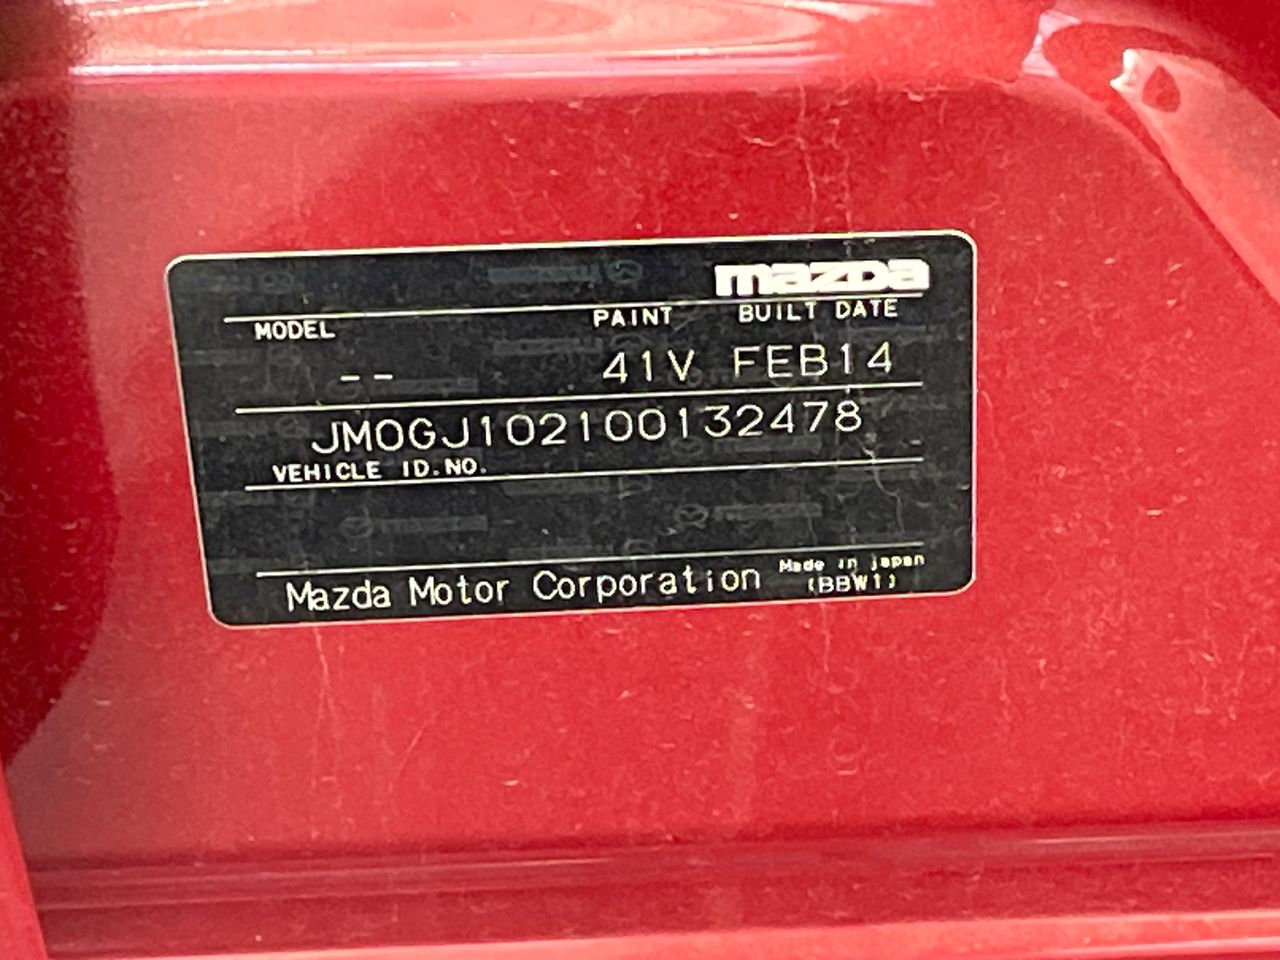 mazda
MODEL PAINT BUILT DATE
-- 41V FEB14
JM0GJ102100132478
VEHICLE ID.NO.
Mazda Motor Corporation Made in Japan
(BBW1)